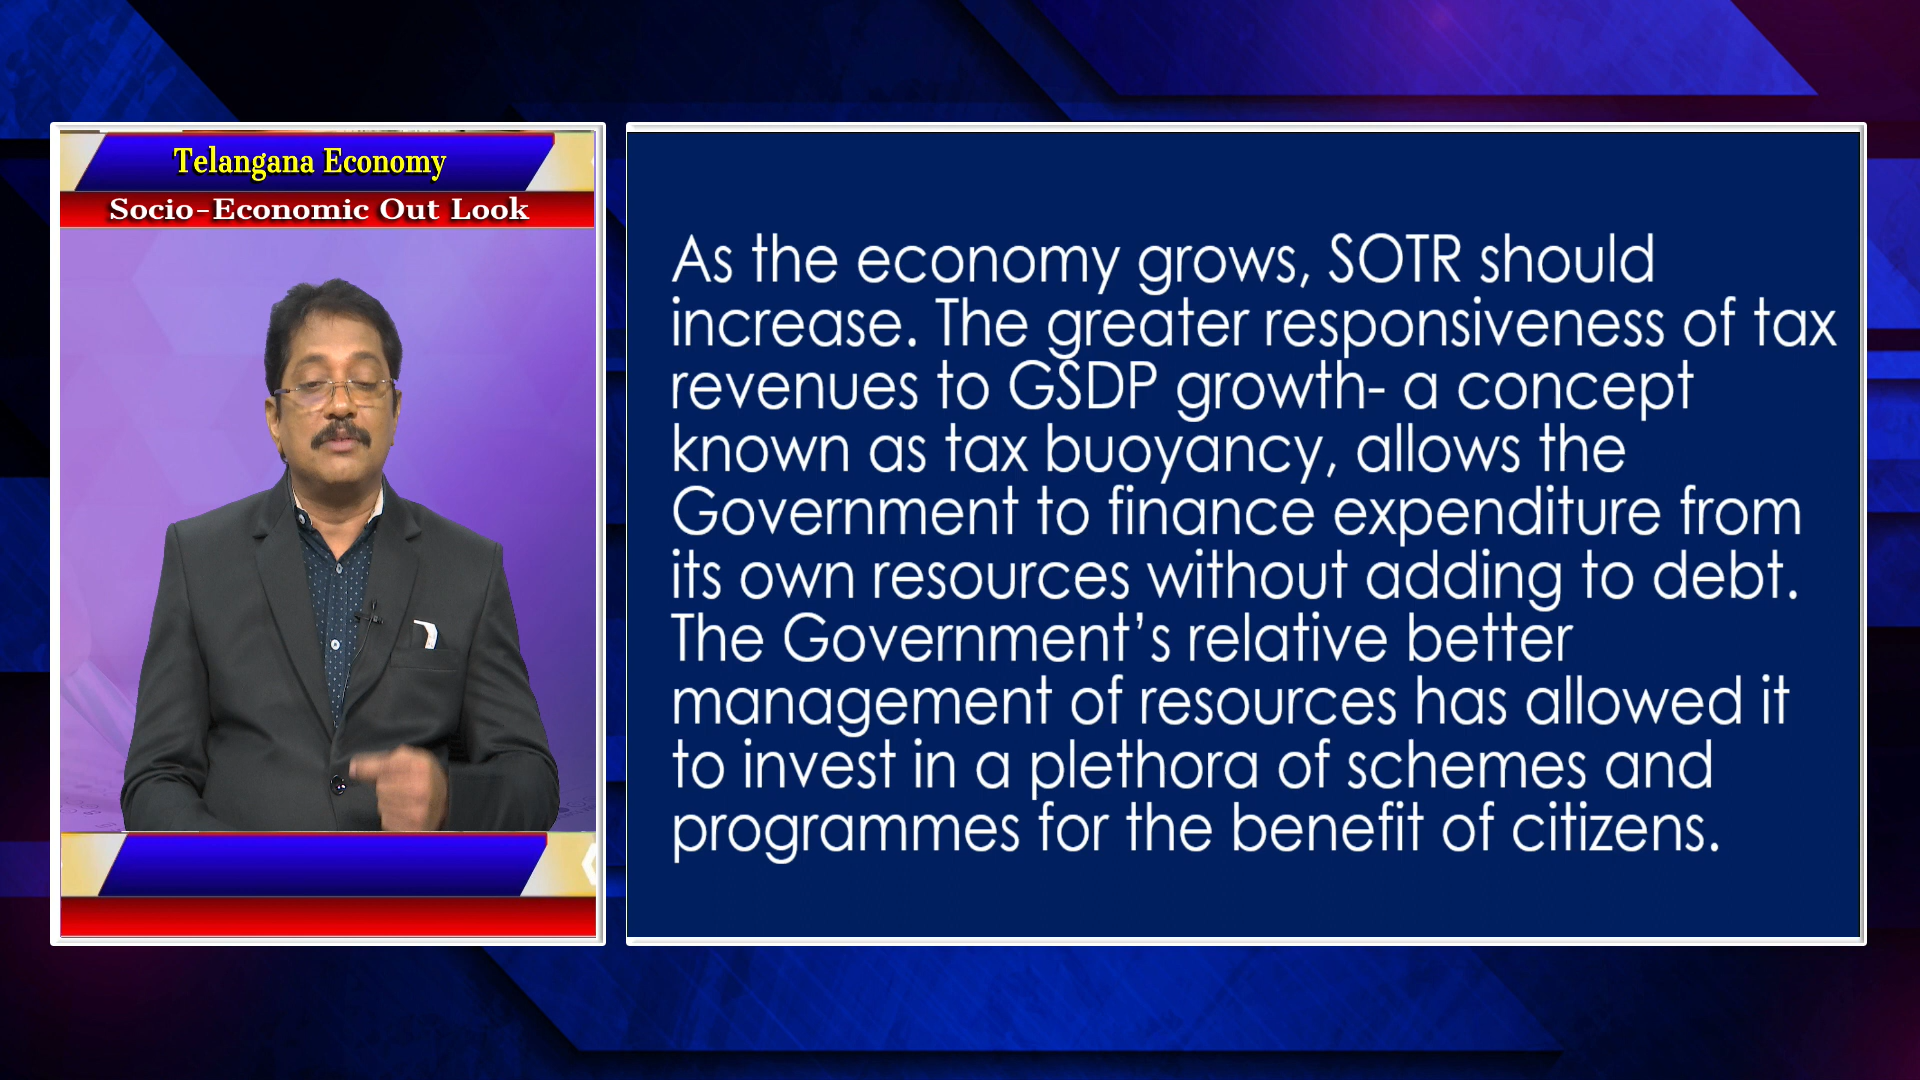 Telangana Economy
Socio-Economic Out Look
As the economy grows, SOTR should
increase. The greater responsiveness of tax
revenues to GSDP growth- a concept
known as tax buoyancy, allows the
Government to finance expenditure from
its own resources without adding to debt.
The Government’s relative better
management of resources has allowed it
to invest in a plethora of schemes and
programmes for the benefit of citizens.